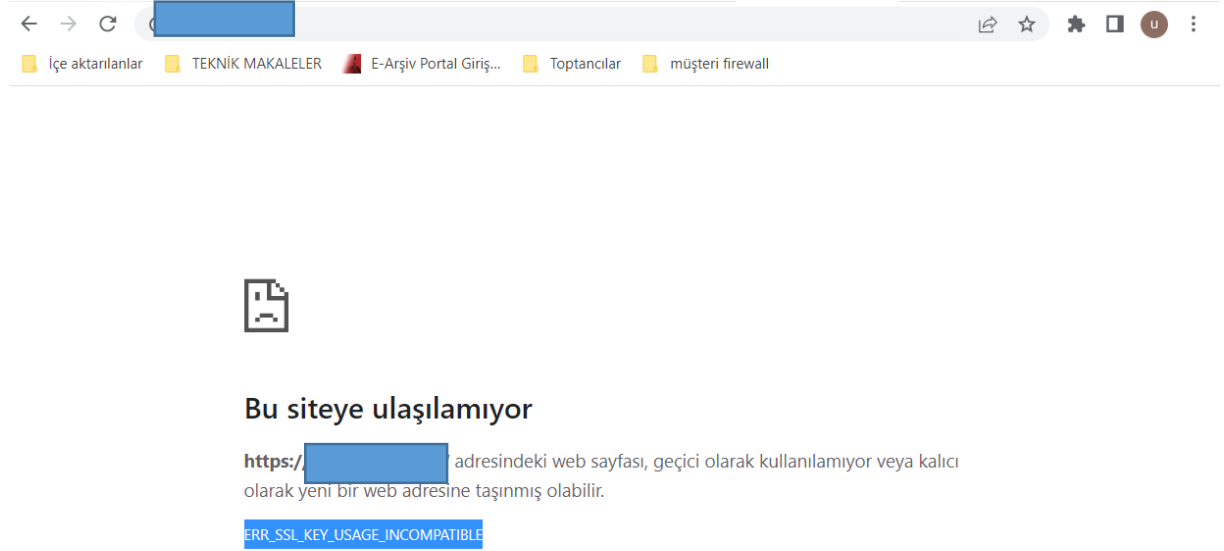 u
İçe aktarılanlar TEKNİK MAKALELER E-Arşiv Portal Giriş... Toptancılar müşteri firewall
Bu siteye ulaşılamıyor
https:// adresindeki web sayfası, geçici olarak kullanılamıyor veya kalıcı
olarak yeni bir web adresine taşınmış olabilir.
ERR_SSL_KEY_USAGE_INCOMPATIBLE